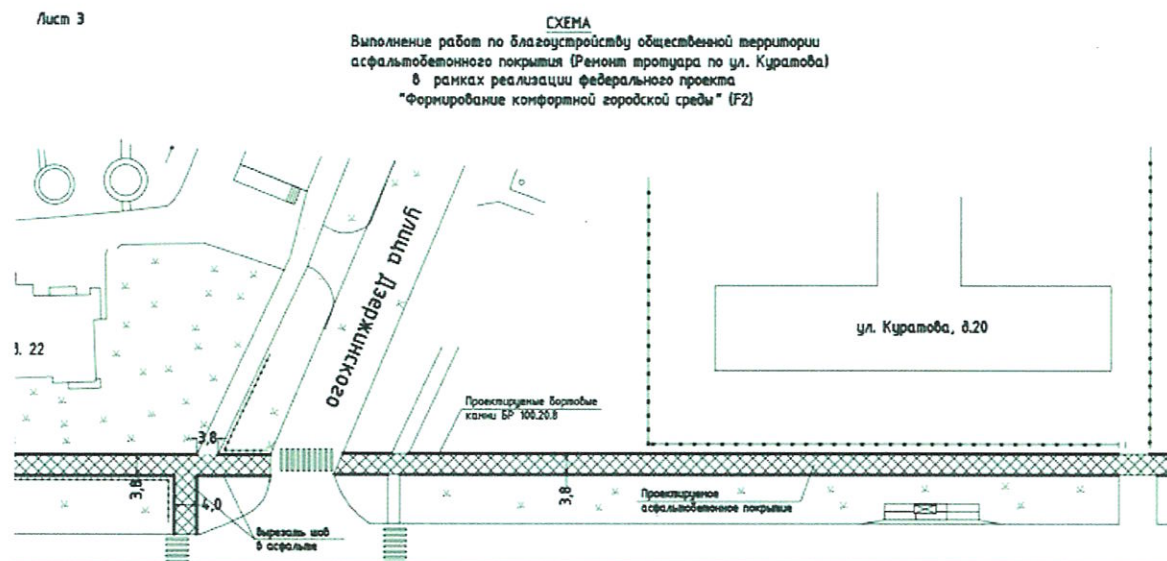 Лист 3
СХЕМА
Выполнение работ по благоустройству общественной территории
асфальтобетонного покрытия (Ремонт тротуара по ул. Куратова)
в рамках реализации федерального проекта
"Формирование комфортной городской среды" (F2)
улица Дзержинского
ул. Куратова, д.20
д. 22
Проектируемые бортовые
камни БР 100.20.8
3,8
3,8
4,0
3,8
Проектируемое
асфальтобетонное покрытие
Вырезать шов
в асфальте